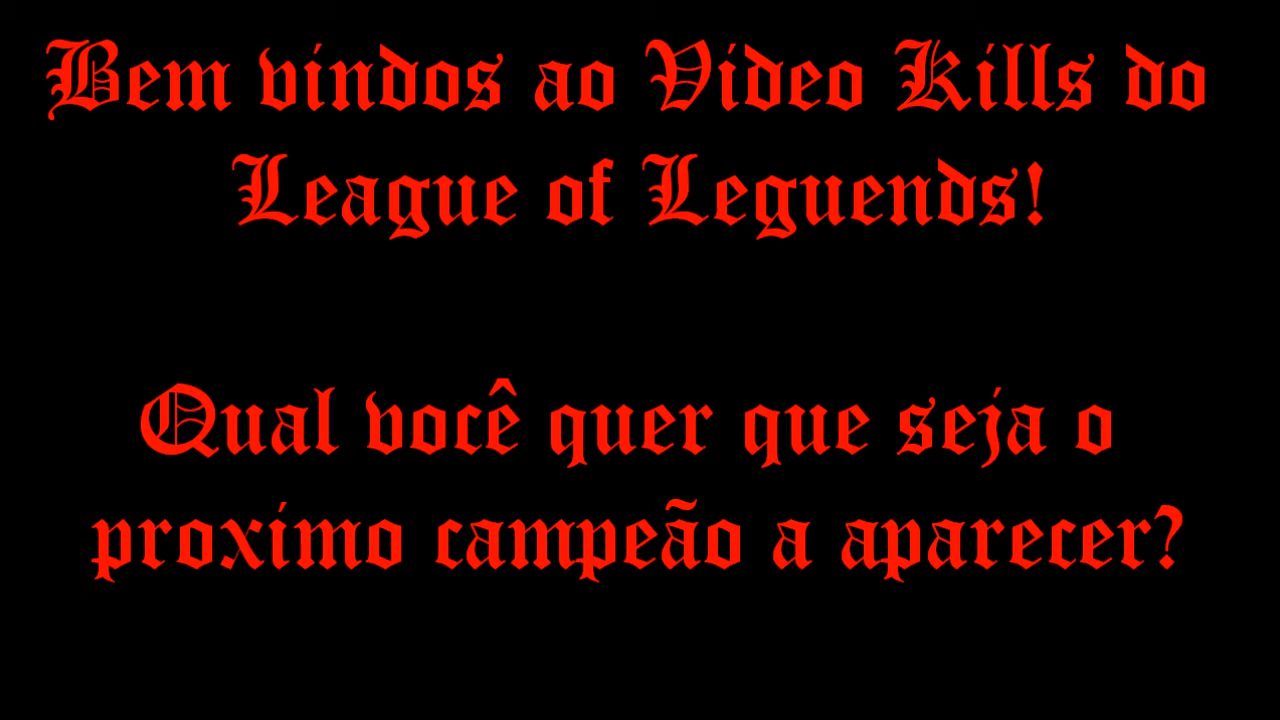 Bem vindos ao Video Kills do
League of Leguends!
Qual você quer que seja o
proximo campeão a aparecer?